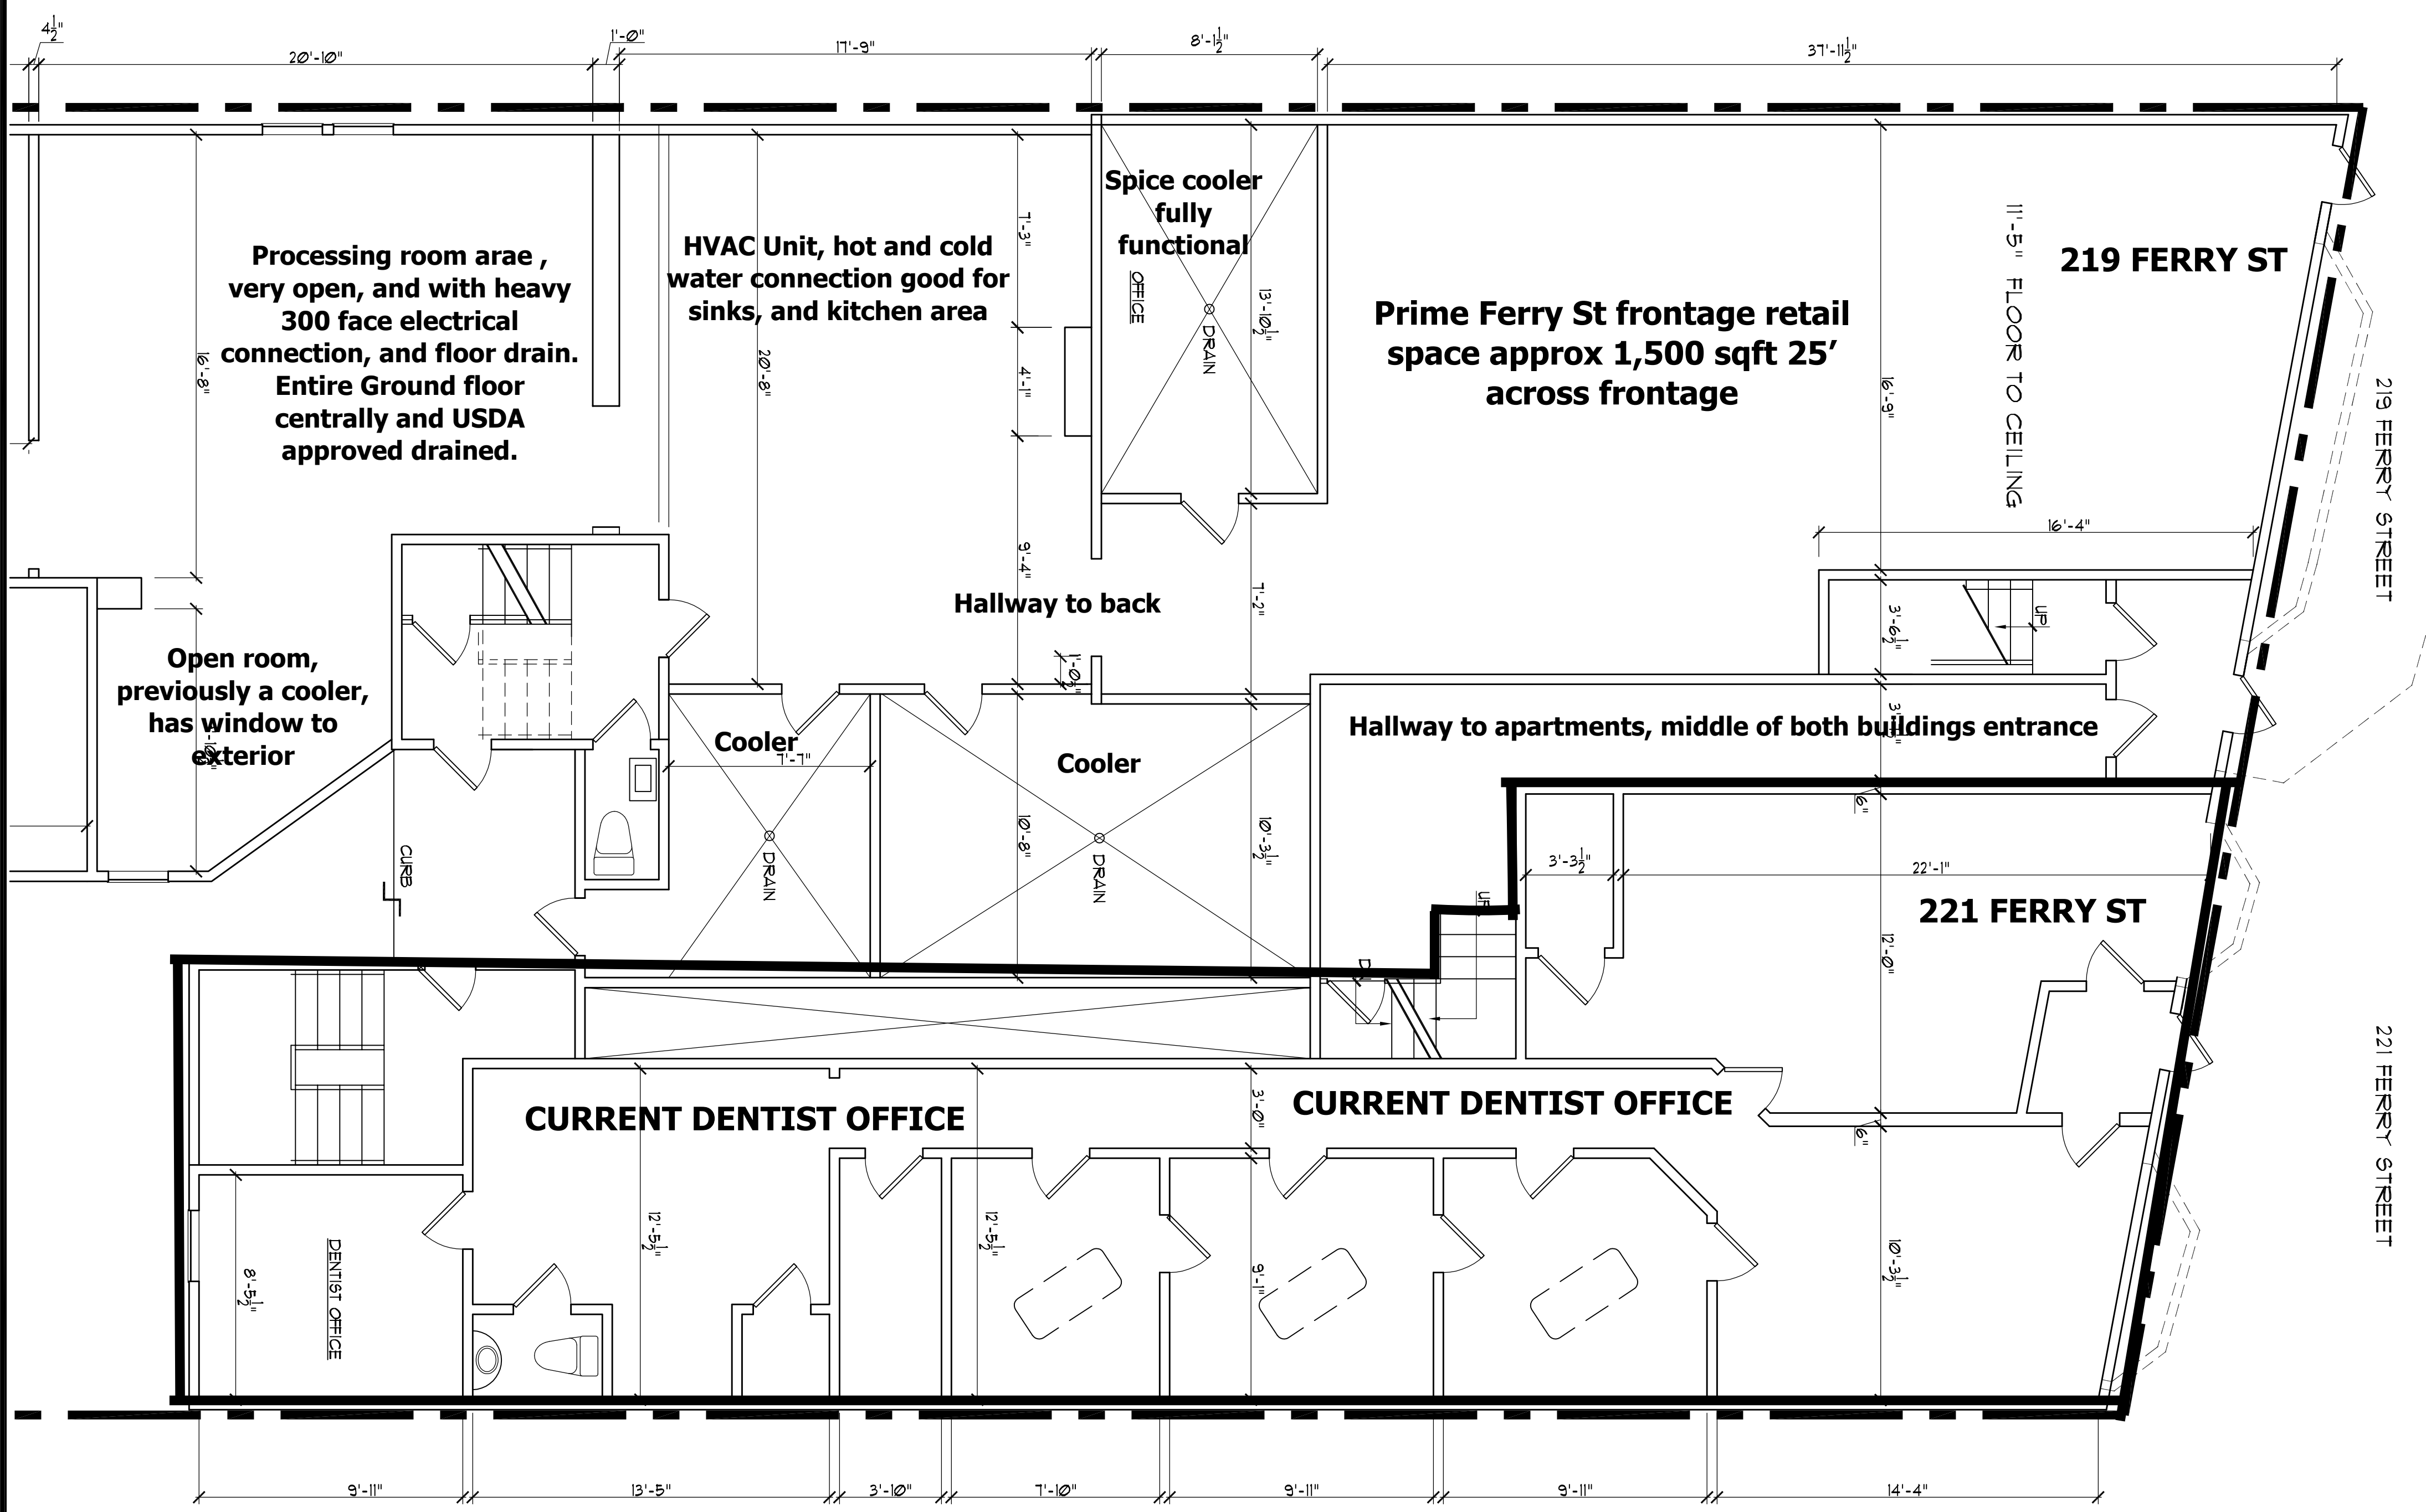 4½"
20'-10"
1'-0"
17'-9"
8'-1½"
37'-11½"
Processing room arae ,
very open, and with heavy
300 face electrical
connection, and floor drain.
Entire Ground floor
centrally and USDA
approved drained.
16'-8"
HVAC Unit, hot and cold
water connection good for
sinks, and kitchen area
20'-8"
7'-3"
4'-1"
9'-4"
Spice cooler
fully
functional
OFFICE
DRAIN
13'-10½"
Prime Ferry St frontage retail
space approx 1,500 sqft 25’
across frontage
16'-9"
11'-5" FLOOR TO CEILING
219 FERRY ST
219 FERRY STREET
16'-4"
Hallway to back
7'-2"
1'-0½"
3'-6½"
UP
Open room,
previously a cooler,
has window to
exterior
Cooler
7'-7"
DRAIN
Cooler
10'-8"
DRAIN
10'-3½"
Hallway to apartments, middle of both buildings entrance
6"
CURB
3'-3½"
22'-1"
221 FERRY ST
12'-0"
UP
221 FERRY STREET
CURRENT DENTIST OFFICE
CURRENT DENTIST OFFICE
3'-0"
6"
8'-5½"
DENTIST OFFICE
12'-5½"
12'-5½"
9'-1"
10'-3½"
9'-11"
13'-5"
3'-10"
7'-10"
9'-11"
9'-11"
14'-4"